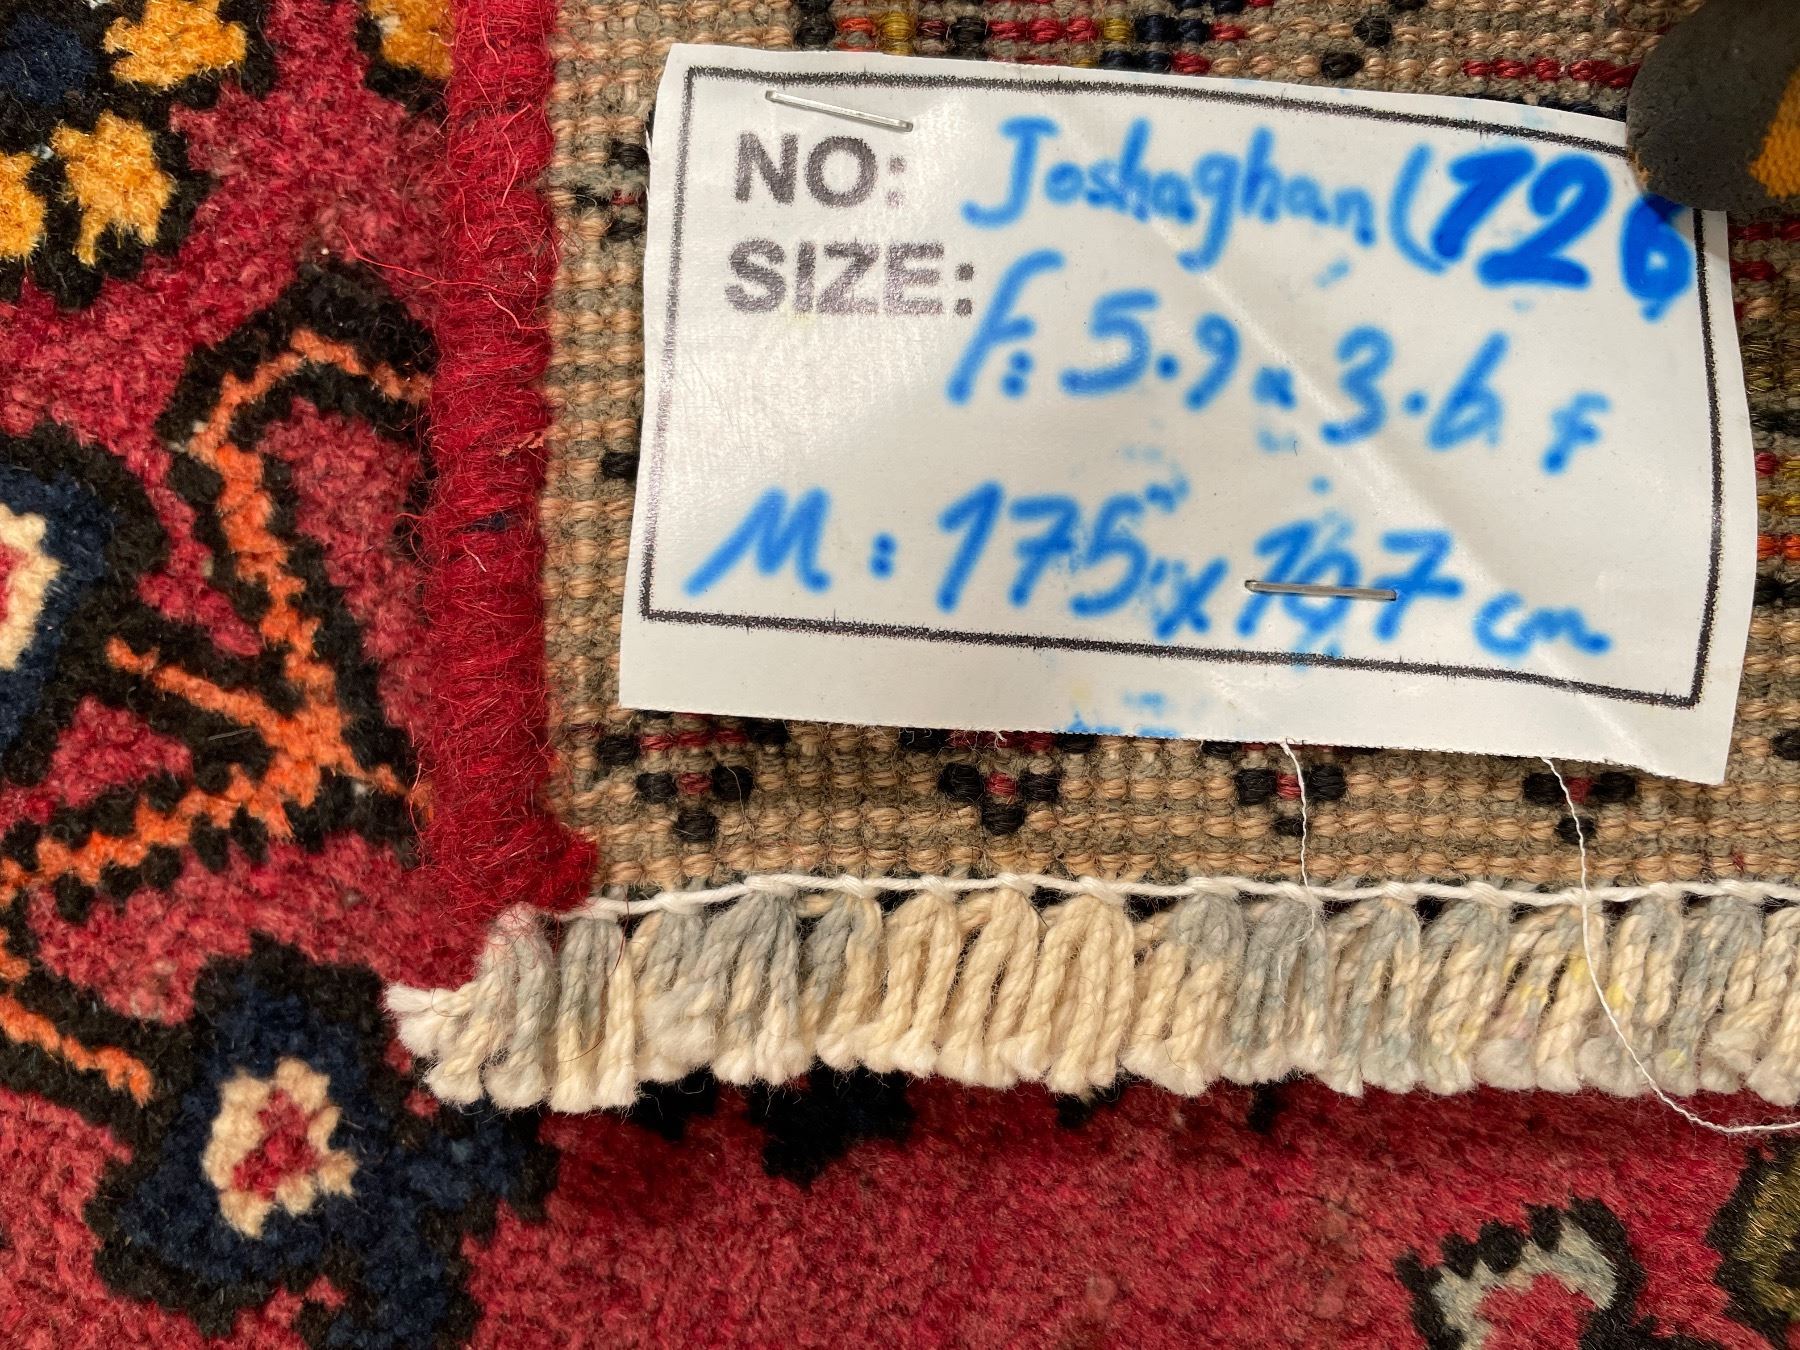 NO: Joshaghan (126
SIZE: f: 5.9 x 3.6 f
M: 175 x 107 cm